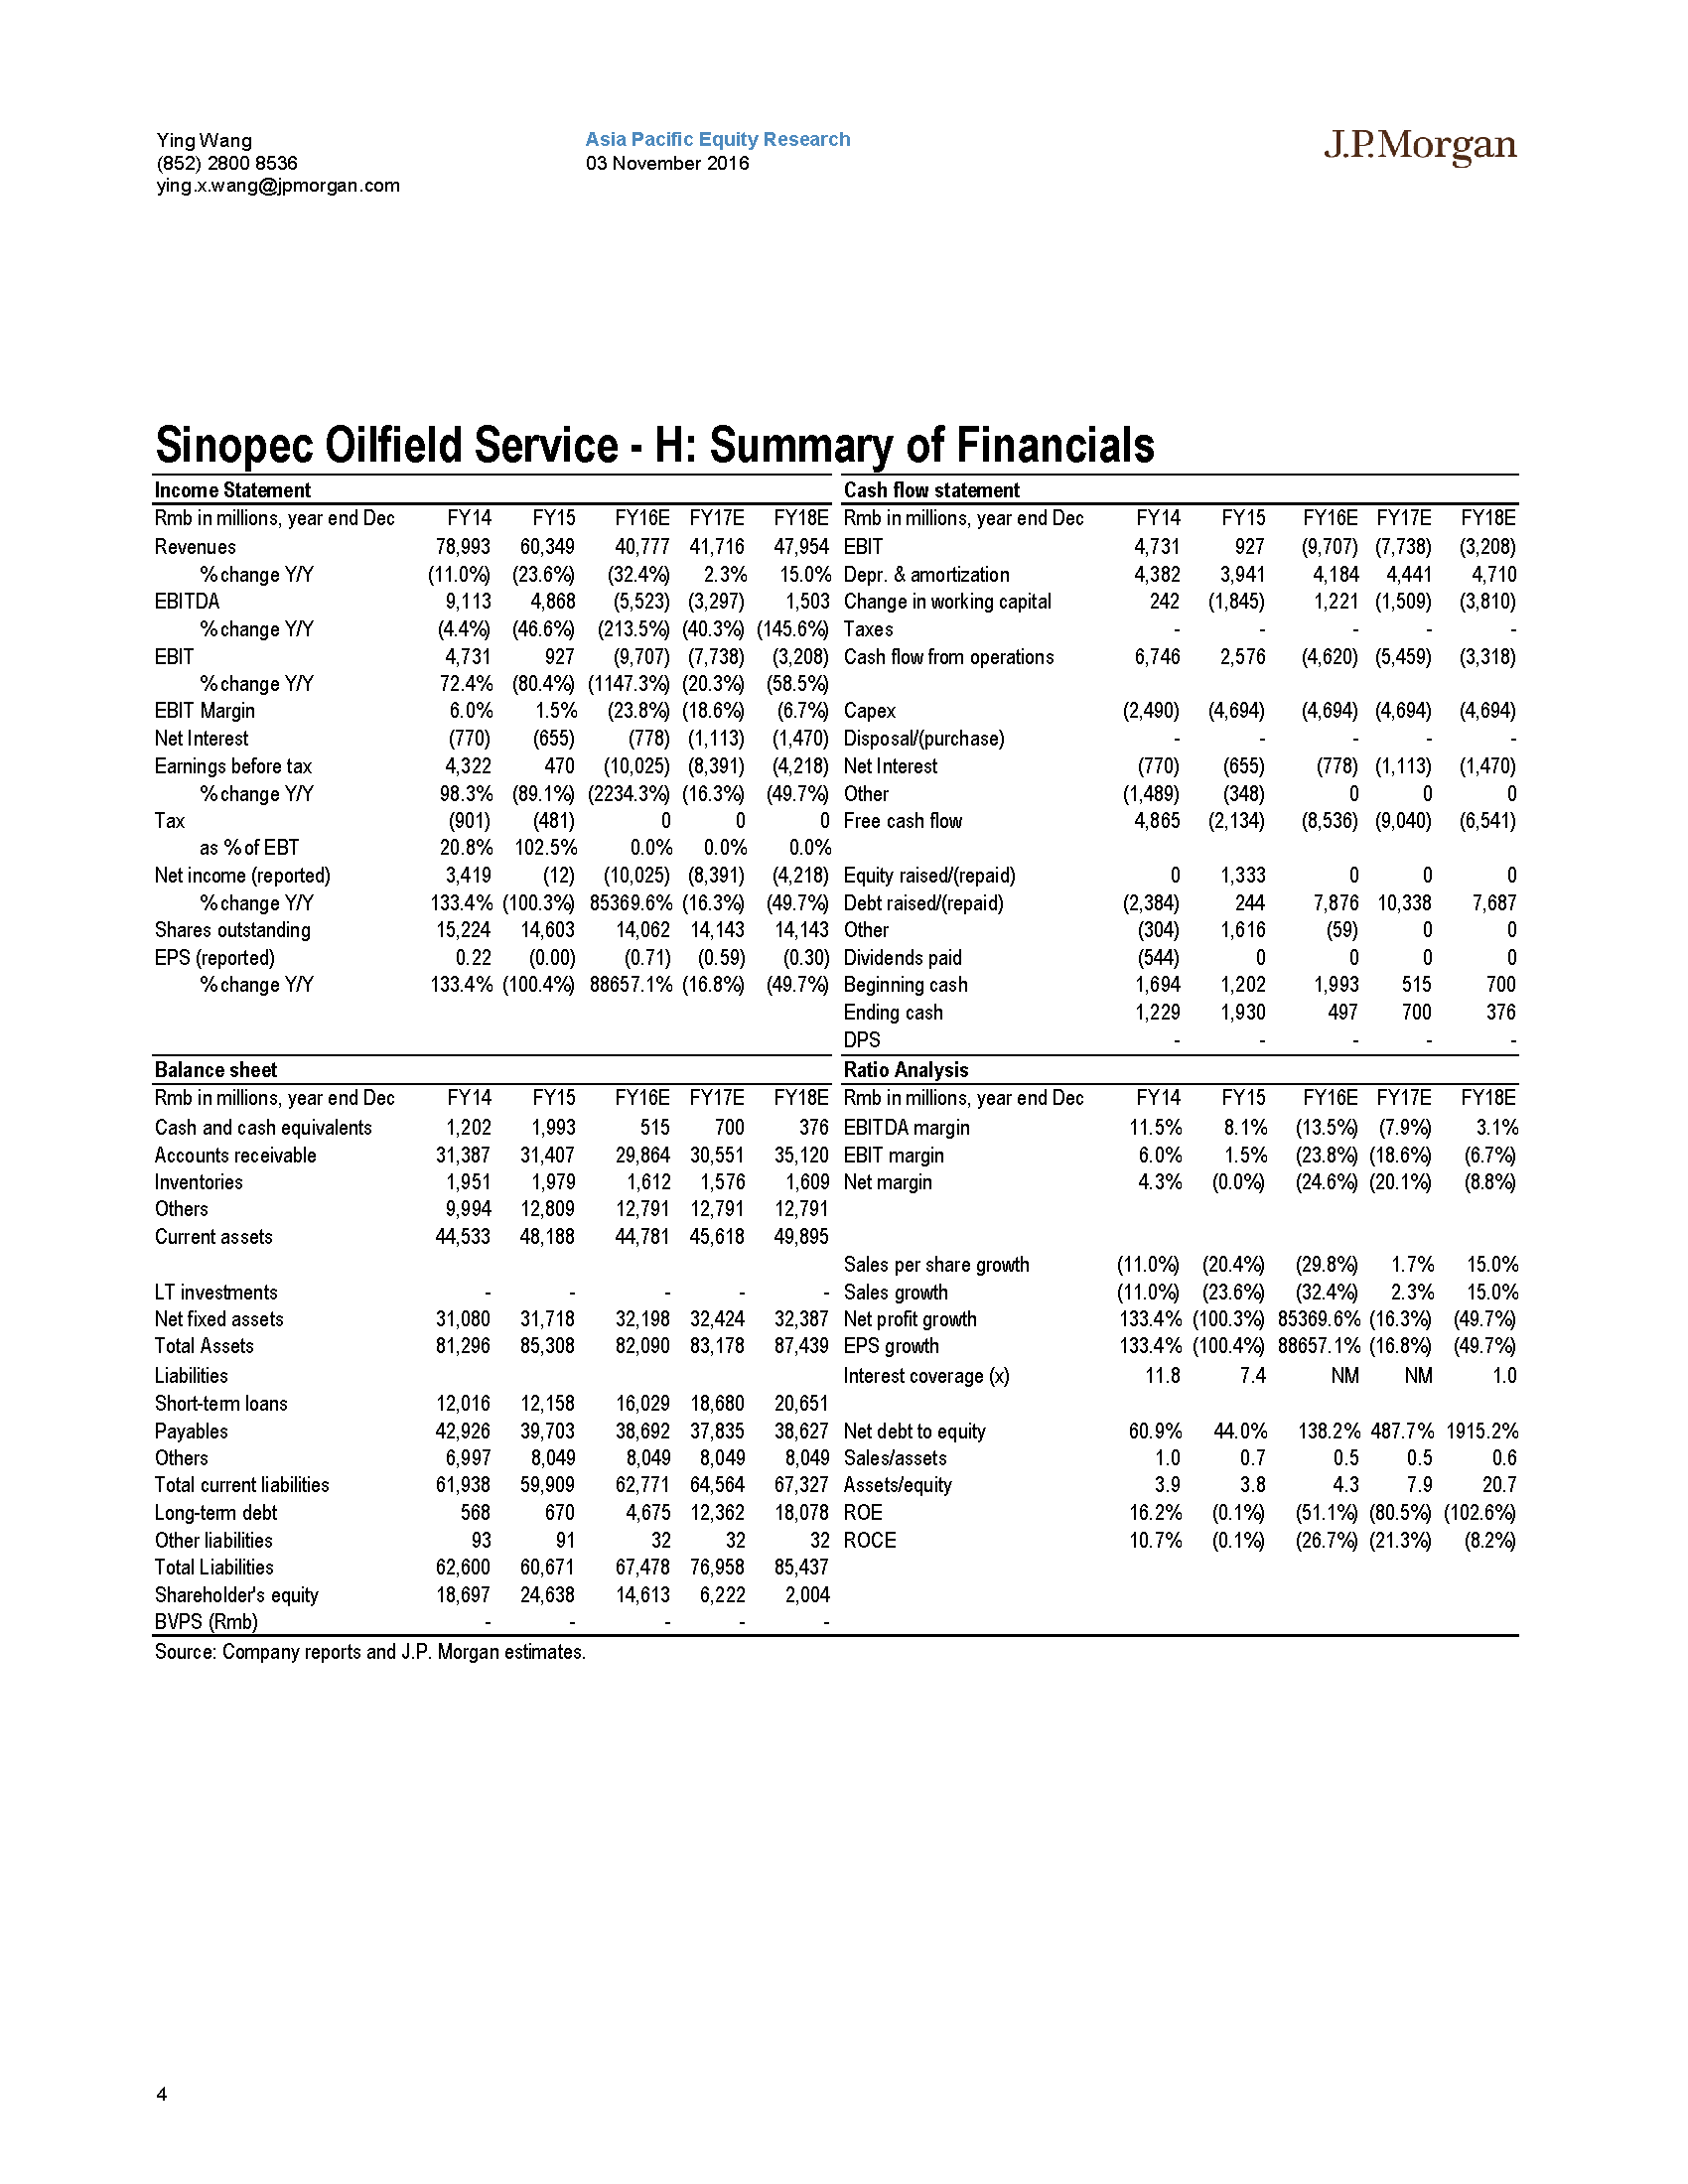 Ying Wang
(852) 2800 8536
ying.x.wang@jpmorgan.com
Asia Pacific Equity Research
03 November 2016
J.P.Morgan
Sinopec Oilfield Service - H: Summary of Financials
Income Statement
Rmb in millions, year end Dec FY14 FY15 FY16E FY17E FY18E
Revenues 78,993 60,349 40,777 41,716 47,954
% change Y/Y (11.0%) (23.6%) (32.4%) 2.3% 15.0%
EBITDA 9,113 4,868 (5,523) (3,297) 1,503
% change Y/Y (4.4%) (46.6%) (213.5%) (40.3%) (145.6%)
EBIT 4,731 927 (9,707) (7,738) (3,208)
% change Y/Y 72.4% (80.4%) (1147.3%) (20.3%) (58.5%)
EBIT Margin 6.0% 1.5% (23.8%) (18.6%) (6.7%)
Net Interest (770) (655) (778) (1,113) (1,470)
Earnings before tax 4,322 470 (10,025) (8,391) (4,218)
% change Y/Y 98.3% (89.1%) (2234.3%) (16.3%) (49.7%)
Tax (901) (481) 0 0 0
as % of EBT 20.8% 102.5% 0.0% 0.0% 0.0%
Net income (reported) 3,419 (12) (10,025) (8,391) (4,218)
% change Y/Y 133.4% (100.3%) 85369.6% (16.3%) (49.7%)
Shares outstanding 15,224 14,603 14,062 14,143 14,143
EPS (reported) 0.22 (0.00) (0.71) (0.59) (0.30)
% change Y/Y 133.4% (100.4%) 88657.1% (16.8%) (49.7%)
Cash flow statement
Rmb in millions, year end Dec FY14 FY15 FY16E FY17E FY18E
EBIT 4,731 927 (9,707) (7,738) (3,208)
Depr. & amortization 4,382 3,941 4,184 4,441 4,710
Change in working capital 242 (1,845) 1,221 (1,509) (3,810)
Taxes - - - - -
Cash flow from operations 6,746 2,576 (4,620) (5,459) (3,318)
Capex (2,490) (4,694) (4,694) (4,694) (4,694)
Disposal/(purchase) - - - - -
Net Interest (770) (655) (778) (1,113) (1,470)
Other (1,489) (348) 0 0 0
Free cash flow 4,865 (2,134) (8,536) (9,040) (6,541)
Equity raised/(repaid) 0 1,333 0 0 0
Debt raised/(repaid) (2,384) 244 7,876 10,338 7,687
Other (304) 1,616 (59) 0 0
Dividends paid (544) 0 0 0 0
Beginning cash 1,694 1,202 1,993 515 700
Ending cash 1,229 1,930 497 700 376
DPS - - - - -
Balance sheet
Rmb in millions, year end Dec FY14 FY15 FY16E FY17E FY18E
Cash and cash equivalents 1,202 1,993 515 700 376
Accounts receivable 31,387 31,407 29,864 30,551 35,120
Inventories 1,951 1,979 1,612 1,576 1,609
Others 9,994 12,809 12,791 12,791 12,791
Current assets 44,533 48,188 44,781 45,618 49,895
LT investments - - - - -
Net fixed assets 31,080 31,718 32,198 32,424 32,387
Total Assets 81,296 85,308 82,090 83,178 87,439
Liabilities
Short-term loans 12,016 12,158 16,029 18,680 20,651
Payables 42,926 39,703 38,692 37,835 38,627
Others 6,997 8,049 8,049 8,049 8,049
Total current liabilities 61,938 59,909 62,771 64,564 67,327
Long-term debt 568 670 4,675 12,362 18,078
Other liabilities 93 91 32 32 32
Total Liabilities 62,600 60,671 67,478 76,958 85,437
Shareholder's equity 18,697 24,638 14,613 6,222 2,004
BVPS (Rmb) - - - - -
Ratio Analysis
Rmb in millions, year end Dec FY14 FY15 FY16E FY17E FY18E
EBITDA margin 11.5% 8.1% (13.5%) (7.9%) 3.1%
EBIT margin 6.0% 1.5% (23.8%) (18.6%) (6.7%)
Net margin 4.3% (0.0%) (24.6%) (20.1%) (8.8%)
Sales per share growth (11.0%) (20.4%) (29.8%) 1.7% 15.0%
Sales growth (11.0%) (23.6%) (32.4%) 2.3% 15.0%
Net profit growth 133.4% (100.3%) 85369.6% (16.3%) (49.7%)
EPS growth 133.4% (100.4%) 88657.1% (16.8%) (49.7%)
Interest coverage (x) 11.8 7.4 NM NM 1.0
Net debt to equity 60.9% 44.0% 138.2% 487.7% 1915.2%
Sales/assets 1.0 0.7 0.5 0.5 0.6
Assets/equity 3.9 3.8 4.3 7.9 20.7
ROE 16.2% (0.1%) (51.1%) (80.5%) (102.6%)
ROCE 10.7% (0.1%) (26.7%) (21.3%) (8.2%)
Source: Company reports and J.P. Morgan estimates.
4